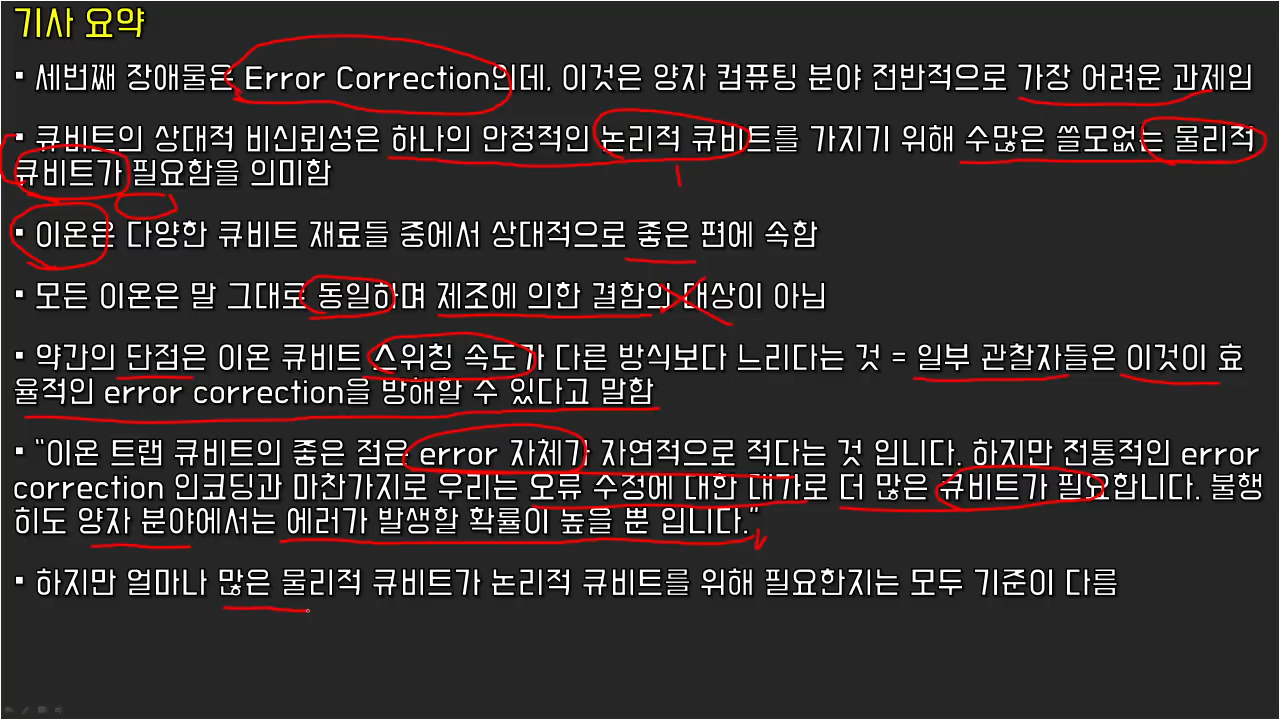 기사 요약
▪ 세번째 장애물은 Error Correction인데, 이것은 양자 컴퓨팅 분야 전반적으로 가장 어려운 과제임
▪ 큐비트의 상대적 비신뢰성은 하나의 안정적인 논리적 큐비트를 가지기 위해 수많은 쓸모없는 물리적
큐비트가 필요함을 의미함
▪ 이온은 다양한 큐비트 재료들 중에서 상대적으로 좋은 편에 속함
▪ 모든 이온은 말 그대로 동일하며 제조에 의한 결함의 대상이 아님
▪ 약간의 단점은 이온 큐비트 스위칭 속도가 다른 방식보다 느리다는 것 = 일부 관찰자들은 이것이 효
율적인 error correction을 방해할 수 있다고 말함
▪ “이온 트랩 큐비트의 좋은 점은 error 자체가 자연적으로 적다는 것 입니다. 하지만 전통적인 error
correction 인코딩과 마찬가지로 우리는 오류 수정에 대한 대가로 더 많은 큐비트가 필요합니다. 불행
히도 양자 분야에서는 에러가 발생할 확률이 높을 뿐 입니다.”
▪ 하지만 얼마나 많은 물리적 큐비트가 논리적 큐비트를 위해 필요한지는 모두 기준이 다름